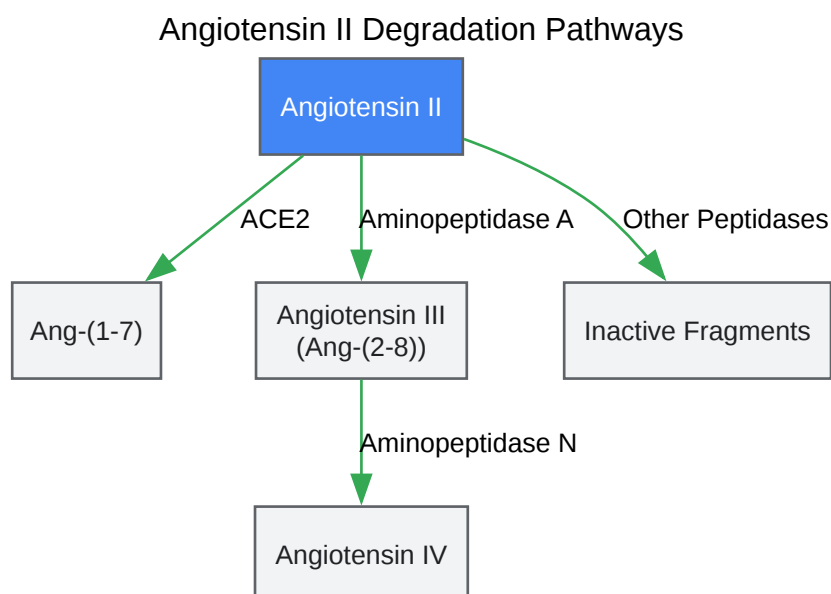 Angiotensin II Degradation Pathways
Angiotensin II
ACE2
Aminopeptidase A
Other Peptidases
Ang-(1-7)
Angiotensin III
(Ang-(2-8))
Inactive Fragments
Aminopeptidase N
Angiotensin IV